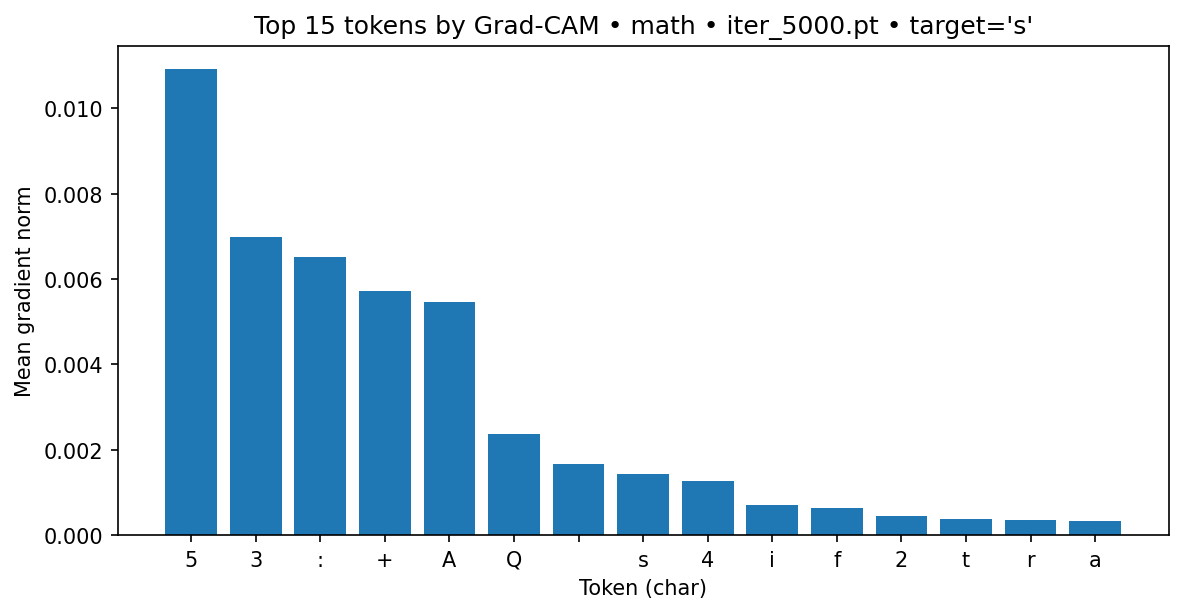 Top 15 tokens by Grad-CAM • math • iter_5000.pt • target='s'
Mean gradient norm
0.010
0.008
0.006
0.004
0.002
0.000
5 3 : + A Q s 4 i f 2 t r a
Token (char)